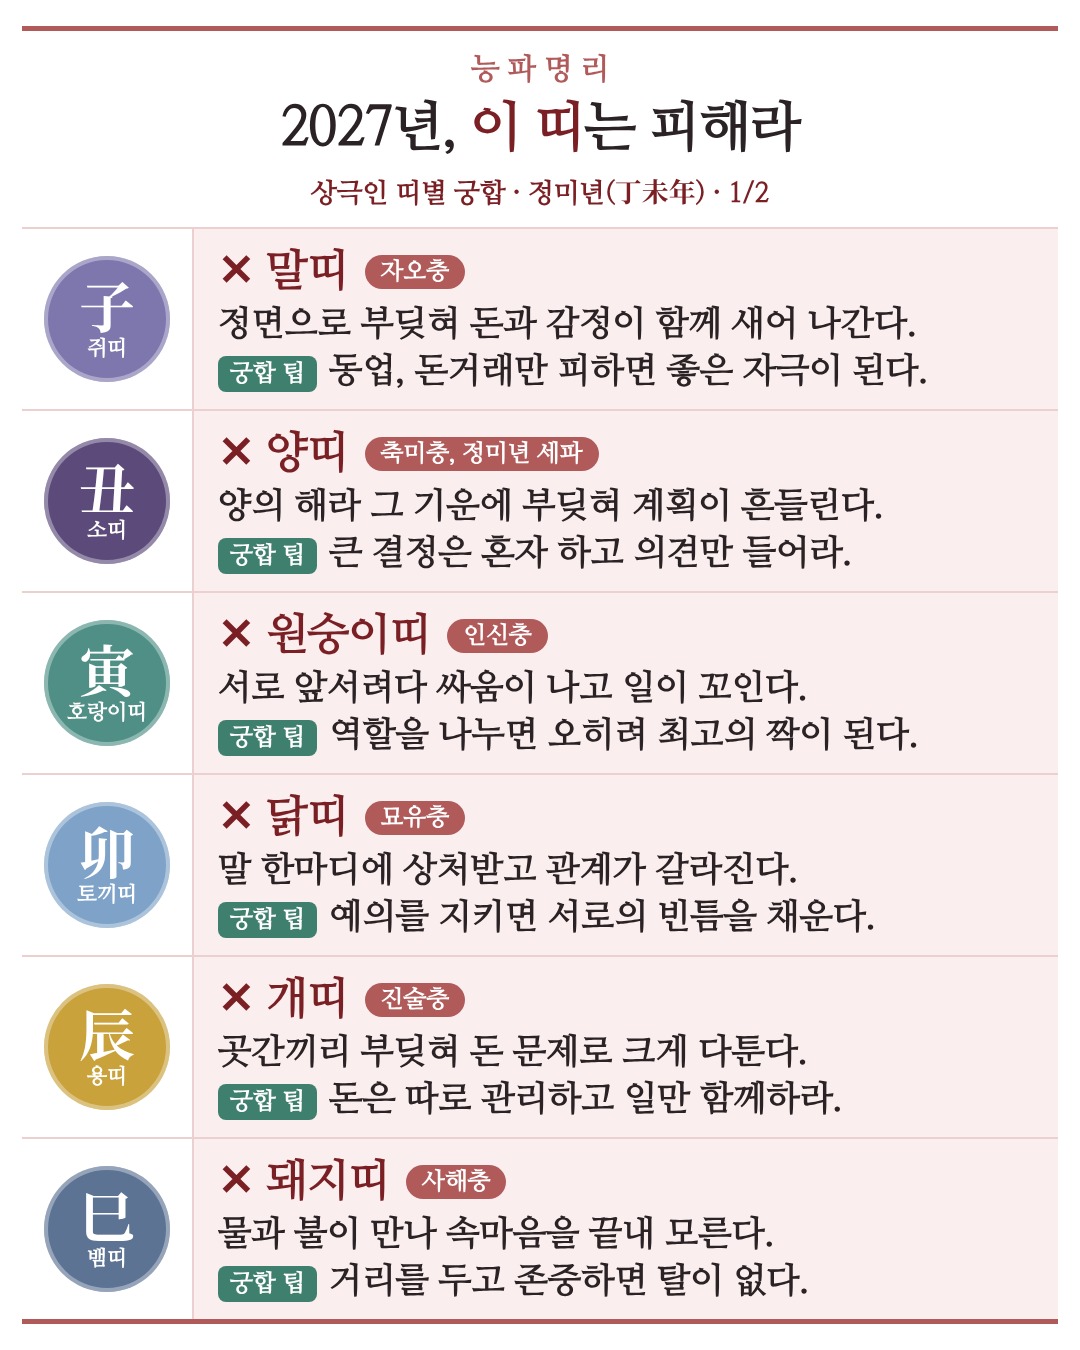 능파명리
2027년, 이 띠는 피해라
상극인 띠별 궁합 · 정미년(丁未年) · 1/2
子
쥐띠
× 말띠 자오충
정면으로 부딪혀 돈과 감정이 함께 새어 나간다.
궁합 팁 동업, 돈거래만 피하면 좋은 자극이 된다.
丑
소띠
× 양띠 축미충, 정미년 세파
양의 해라 그 기운에 부딪혀 계획이 흔들린다.
궁합 팁 큰 결정은 혼자 하고 의견만 들어라.
寅
호랑이띠
× 원숭이띠 인신충
서로 앞서려다 싸움이 나고 일이 꼬인다.
궁합 팁 역할을 나누면 오히려 최고의 짝이 된다.
卯
토끼띠
× 닭띠 묘유충
말 한마디에 상처받고 관계가 갈라진다.
궁합 팁 예의를 지키면 서로의 빈틈을 채운다.
辰
용띠
× 개띠 진술충
곳간끼리 부딪혀 돈 문제로 크게 다툰다.
궁합 팁 돈은 따로 관리하고 일만 함께하라.
巳
뱀띠
× 돼지띠 사해충
물과 불이 만나 속마음을 끝내 모른다.
궁합 팁 거리를 두고 존중하면 탈이 없다.